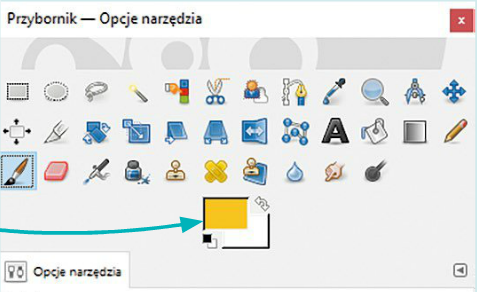 Przybornik — Opcje narzędzia
x
Opcje narzędzia